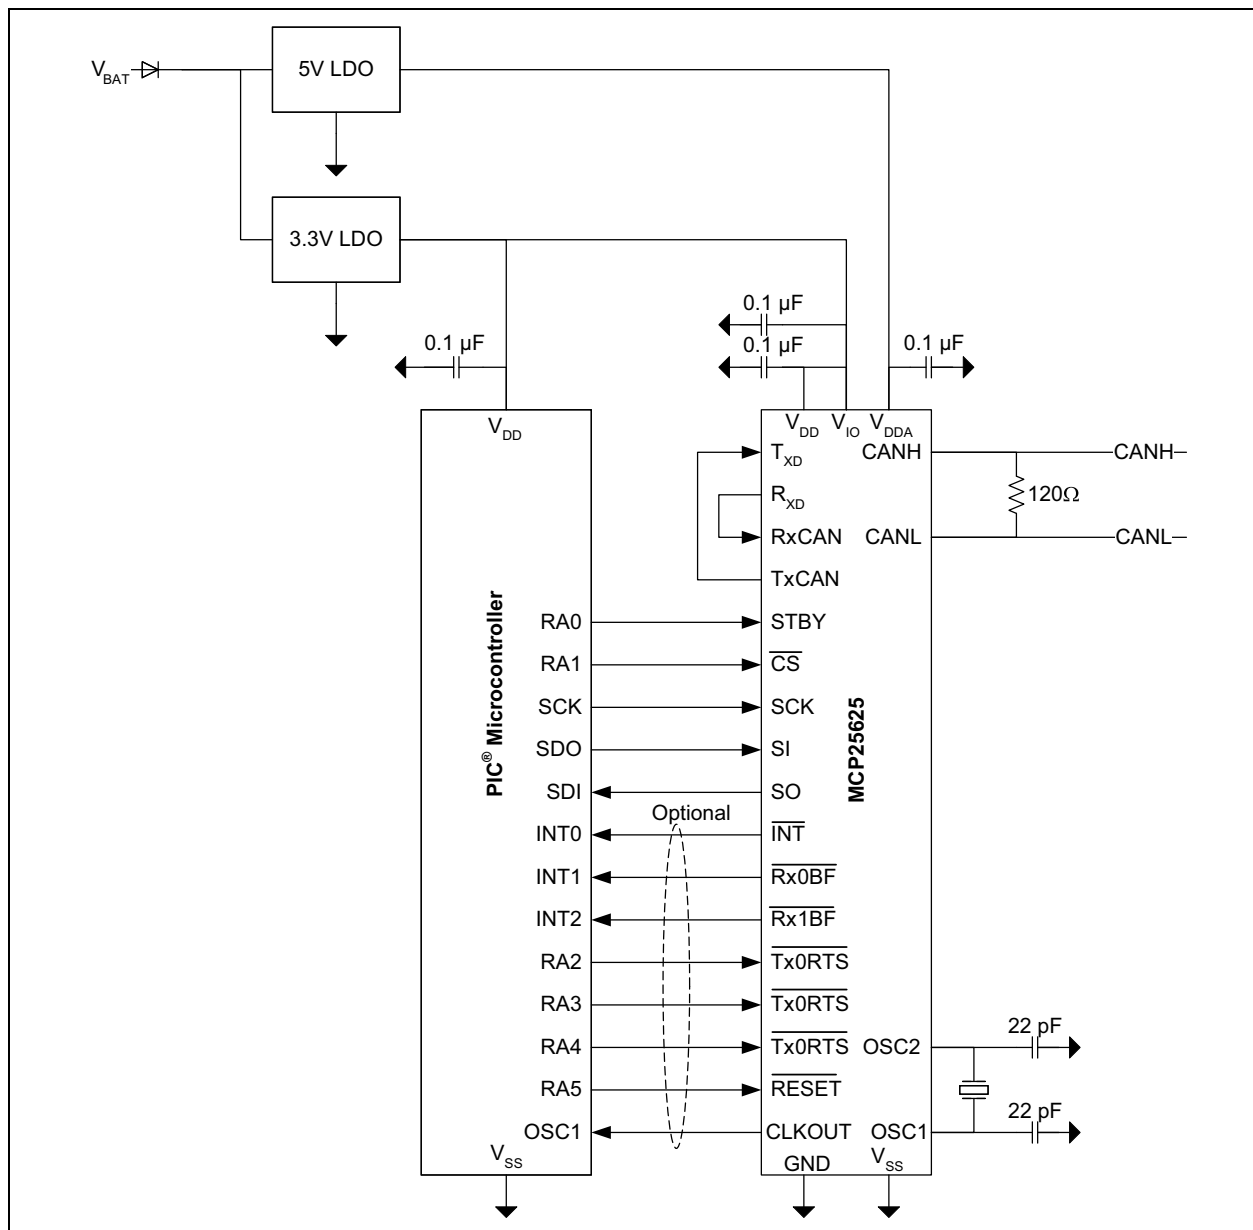 5V LDO
VBAT
3.3V LDO
0.1 µF
0.1 µF
0.1 µF
0.1 µF
VDD
VDD
VIO
VDDA
TXD
CANH
CANH
RXD
120Ω
RxCAN
CANL
CANL
TxCAN
PIC® Microcontroller
MCP25625
RA0
STBY
RA1
CS
SCK
SCK
SDO
SI
SDI
SO
Optional
INT0
INT
INT1
Rx0BF
INT2
Rx1BF
RA2
Tx0RTS
RA3
Tx0RTS
22 pF
RA4
Tx0RTS
OSC2
RA5
RESET
22 pF
OSC1
CLKOUT
OSC1
VSS
GND
VSS